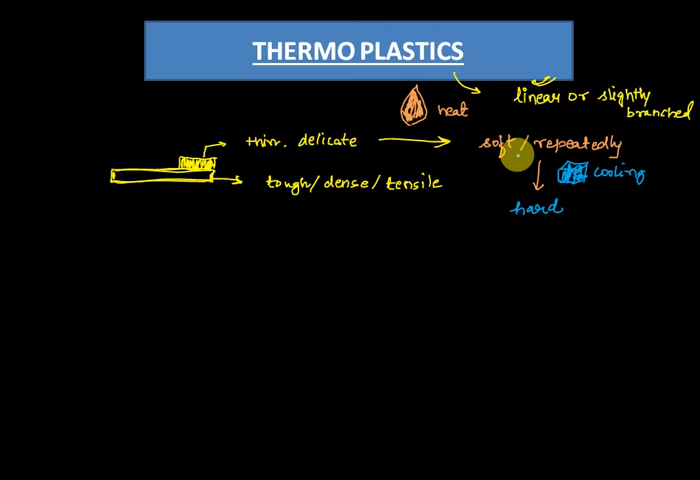 THERMO PLASTICS
linear or slightly
branched
heat
thin. delicate
soft / repeatedly
cooling
tough/dense/tensile
hard